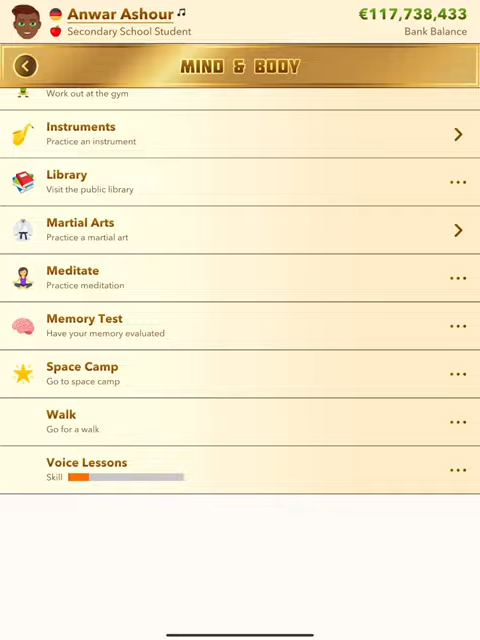 Anwar Ashour
€117,738,433
Secondary School Student
Bank Balance
MIND & BODY
Work out at the gym
Instruments
Practice an instrument
Library
Visit the public library
Martial Arts
Practice a martial art
Meditate
Practice meditation
Memory Test
Have your memory evaluated
Space Camp
Go to space camp
Walk
Go for a walk
Voice Lessons
Skill